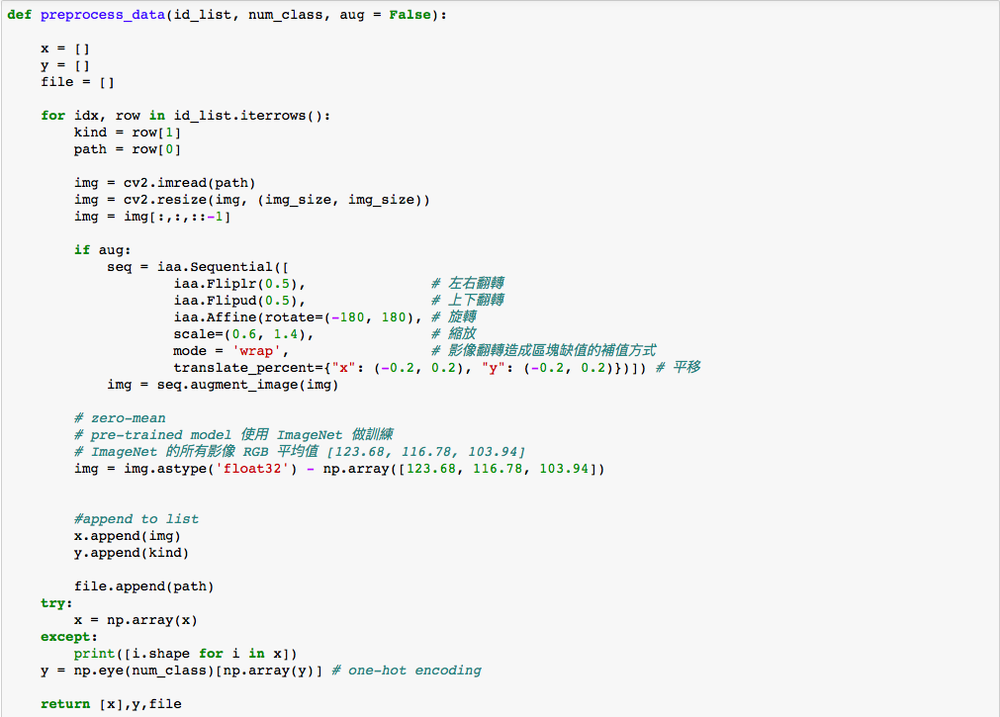 def preprocess_data(id_list, num_class, aug = False):
    x = []
    y = []
    file = []
    for idx, row in id_list.iterrows():
        kind = row[1]
        path = row[0]
        img = cv2.imread(path)
        img = cv2.resize(img, (img_size, img_size))
        img = img[:,:,::-1]
        if aug:
            seq = iaa.Sequential([
                    iaa.Fliplr(0.5),               # 左右翻轉
                    iaa.Flipud(0.5),               # 上下翻轉
                    iaa.Affine(rotate=(-180, 180), # 旋轉
                    scale=(0.6, 1.4),              # 縮放
                    mode = 'wrap',                 # 影像翻轉造成區塊缺值的補值方式
                    translate_percent={"x": (-0.2, 0.2), "y": (-0.2, 0.2)})]) # 平移
            img = seq.augment_image(img)
        # zero-mean
        # pre-trained model 使用 ImageNet 做訓練
        # ImageNet 的所有影像 RGB 平均值 [123.68, 116.78, 103.94]
        img = img.astype('float32') - np.array([123.68, 116.78, 103.94])
        #append to list
        x.append(img)
        y.append(kind)
        file.append(path)
    try:
        x = np.array(x)
    except:
        print([i.shape for i in x])
    y = np.eye(num_class)[np.array(y)] # one-hot encoding
    return [x],y,file